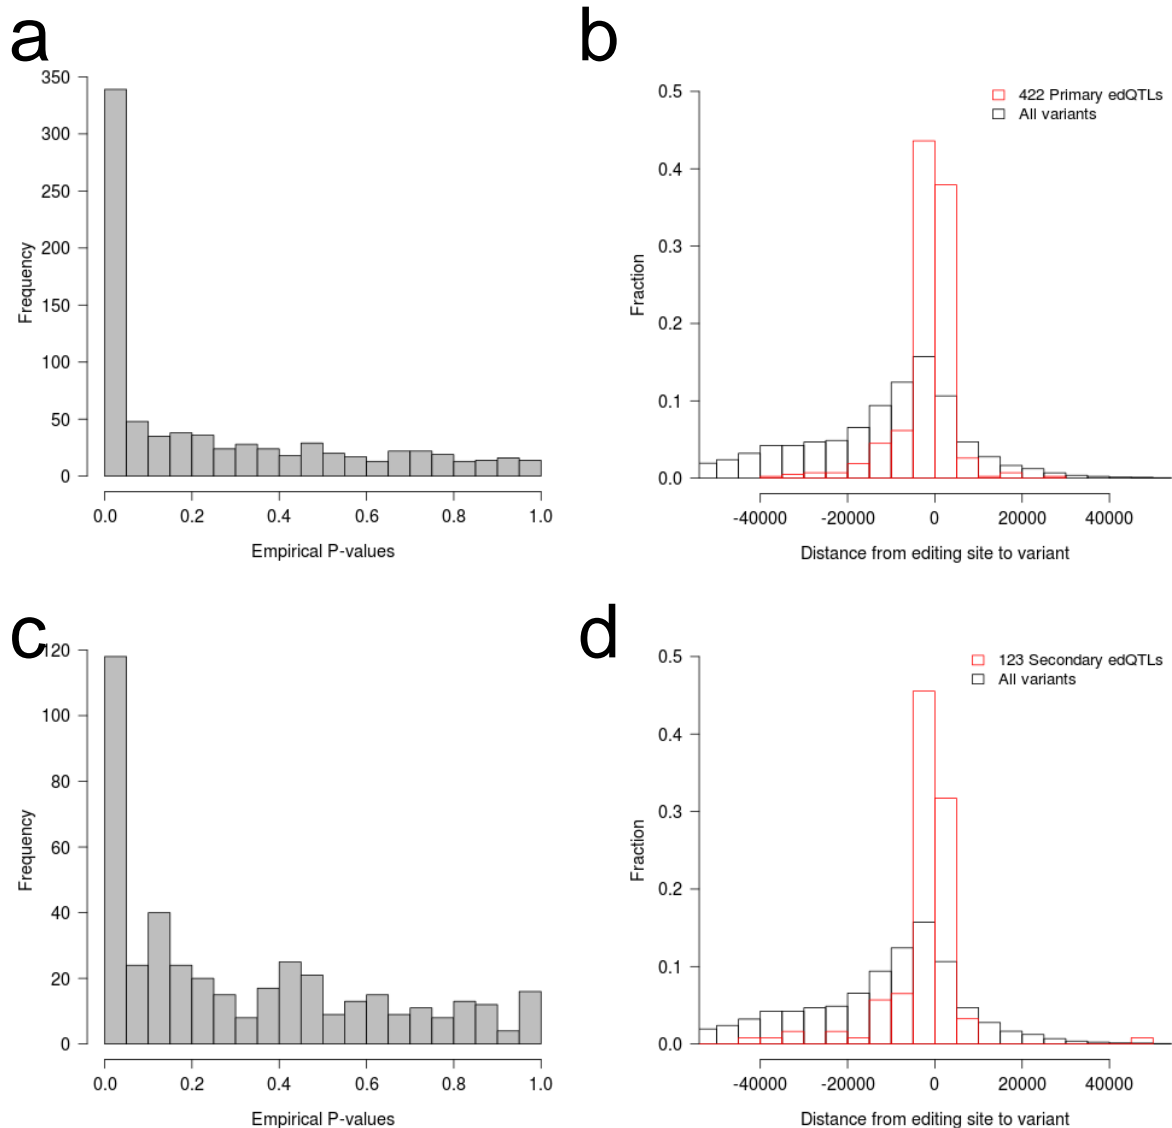 a
350
300
250
200
150
100
50
0
Frequency
0.0 0.2 0.4 0.6 0.8 1.0
Empirical P-values
b
422 Primary edQTLs
All variants
0.5
0.4
0.3
0.2
0.1
0.0
Fraction
-40000 -20000 0 20000 40000
Distance from editing site to variant
c
120
100
80
60
40
20
0
Frequency
0.0 0.2 0.4 0.6 0.8 1.0
Empirical P-values
d
123 Secondary edQTLs
All variants
0.5
0.4
0.3
0.2
0.1
0.0
Fraction
-40000 -20000 0 20000 40000
Distance from editing site to variant